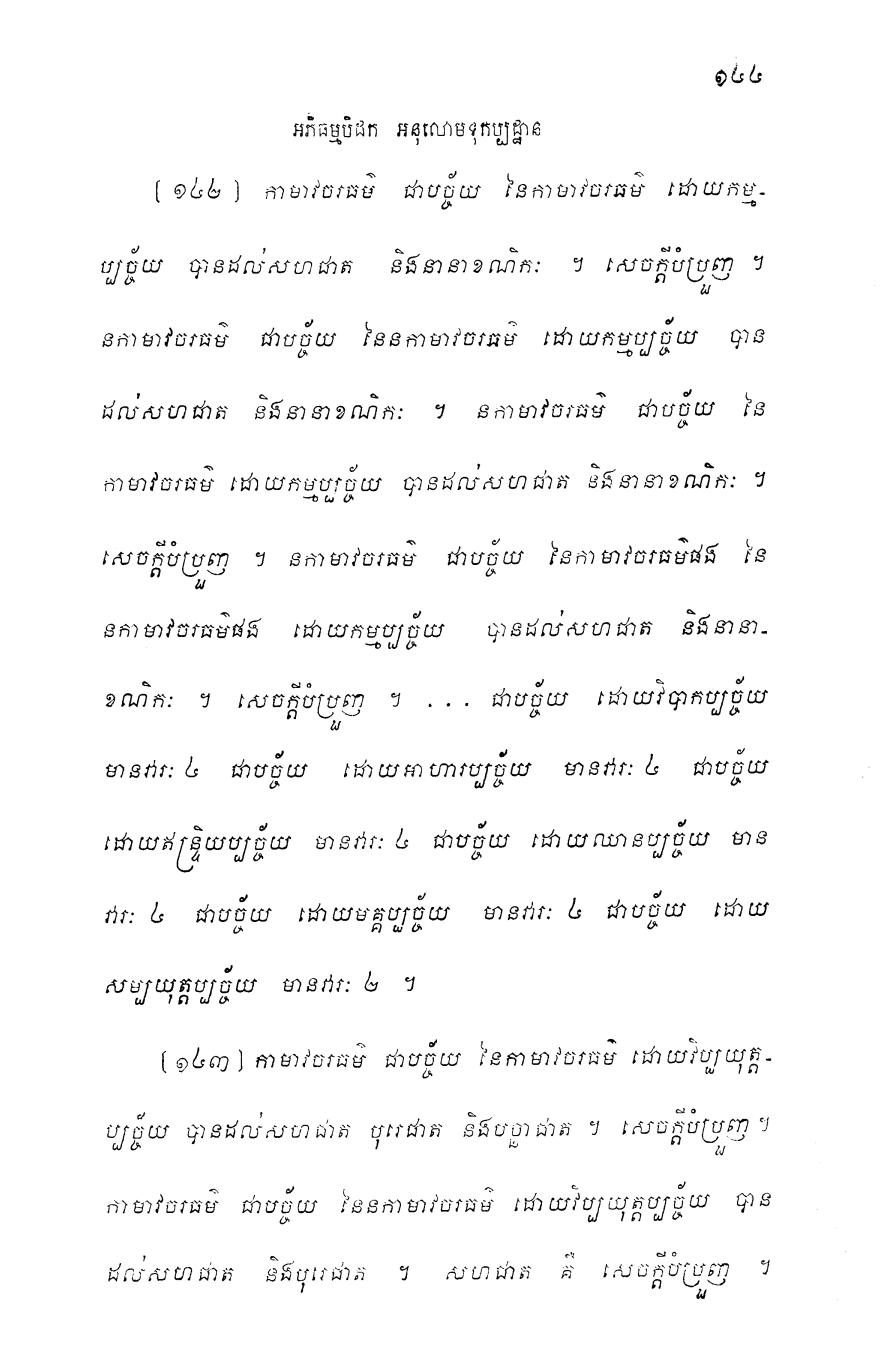 ១៤៤
អភិធម្មបិដក អនុលោមទុកប្បដ្ឋាន
[ ១៤២ ] កាមាវចរធម៌ ជាបច្ច័យ នៃកាមាវចរធម៌ ដោយកម្ម-
ប្បច្ច័យ បានដល់សហជាត និងនានាខណិកៈ ។ សេចក្តីបំប្រួញ ។
នកាមាវចរធម៌ ជាបច្ច័យ នៃនកាមាវចរធម៌ ដោយកម្មប្បច្ច័យ បាន
ដល់សហជាត និងនានាខណិកៈ ។ នកាមាវចរធម៌ ជាបច្ច័យ នៃ
កាមាវចរធម៌ ដោយកម្មប្បច្ច័យ បានដល់សហជាត និងនានាខណិកៈ ។
សេចក្តីបំប្រួញ ។ នកាមាវចរធម៌ ជាបច្ច័យ នៃកាមាវចរធម៌ផង នៃ
នកាមាវចរធម៌ផង ដោយកម្មប្បច្ច័យ បានដល់សហជាត និងនានា-
ខណិកៈ ។ សេចក្តីបំប្រួញ ។ ... ជាបច្ច័យ ដោយវិបាកប្បច្ច័យ
មានវារៈ ៤ ជាបច្ច័យ ដោយអាហារប្បច្ច័យ មានវារៈ ៤ ជាបច្ច័យ
ដោយឥន្ទ្រិយប្បច្ច័យ មានវារៈ ៤ ជាបច្ច័យ ដោយឈានប្បច្ច័យ មាន
វារៈ ៤ ជាបច្ច័យ ដោយមគ្គប្បច្ច័យ មានវារៈ ៤ ជាបច្ច័យ ដោយ
សម្បយុត្តប្បច្ច័យ មានវារៈ ២ ។
[ ១៤៣ ] កាមាវចរធម៌ ជាបច្ច័យ នៃកាមាវចរធម៌ ដោយវិប្បយុត្ត-
ប្បច្ច័យ បានដល់សហជាត បុរេជាត និងបច្ឆាជាត ។ សេចក្តីបំប្រួញ ។
កាមាវចរធម៌ ជាបច្ច័យ នៃនកាមាវចរធម៌ ដោយវិប្បយុត្តប្បច្ច័យ បាន
ដល់សហជាត និងបុរេជាត ។ សហជាត គឺ សេចក្តីបំប្រួញ ។